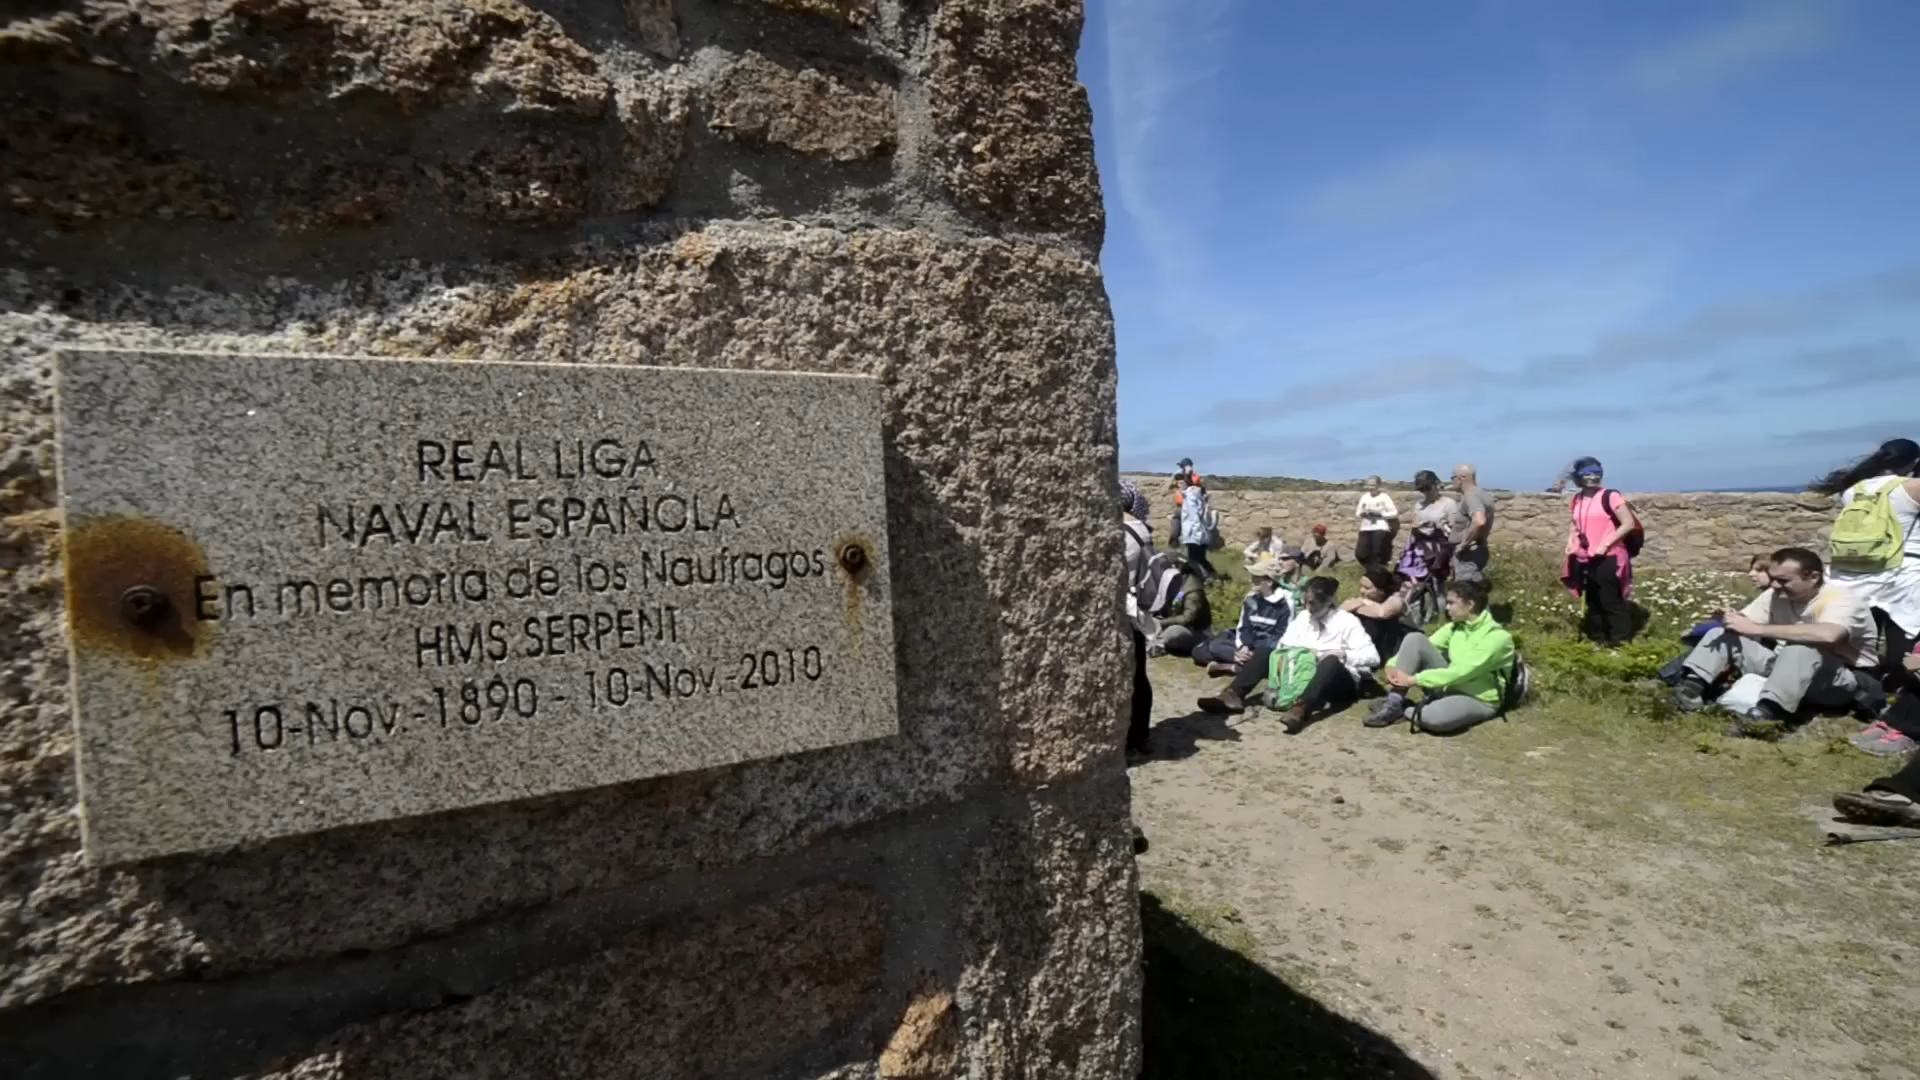 REAL LIGA
NAVAL ESPAÑOLA
En memoria de los Naufragos
HMS SERPENT
10-Nov.-1890 - 10-Nov.-2010